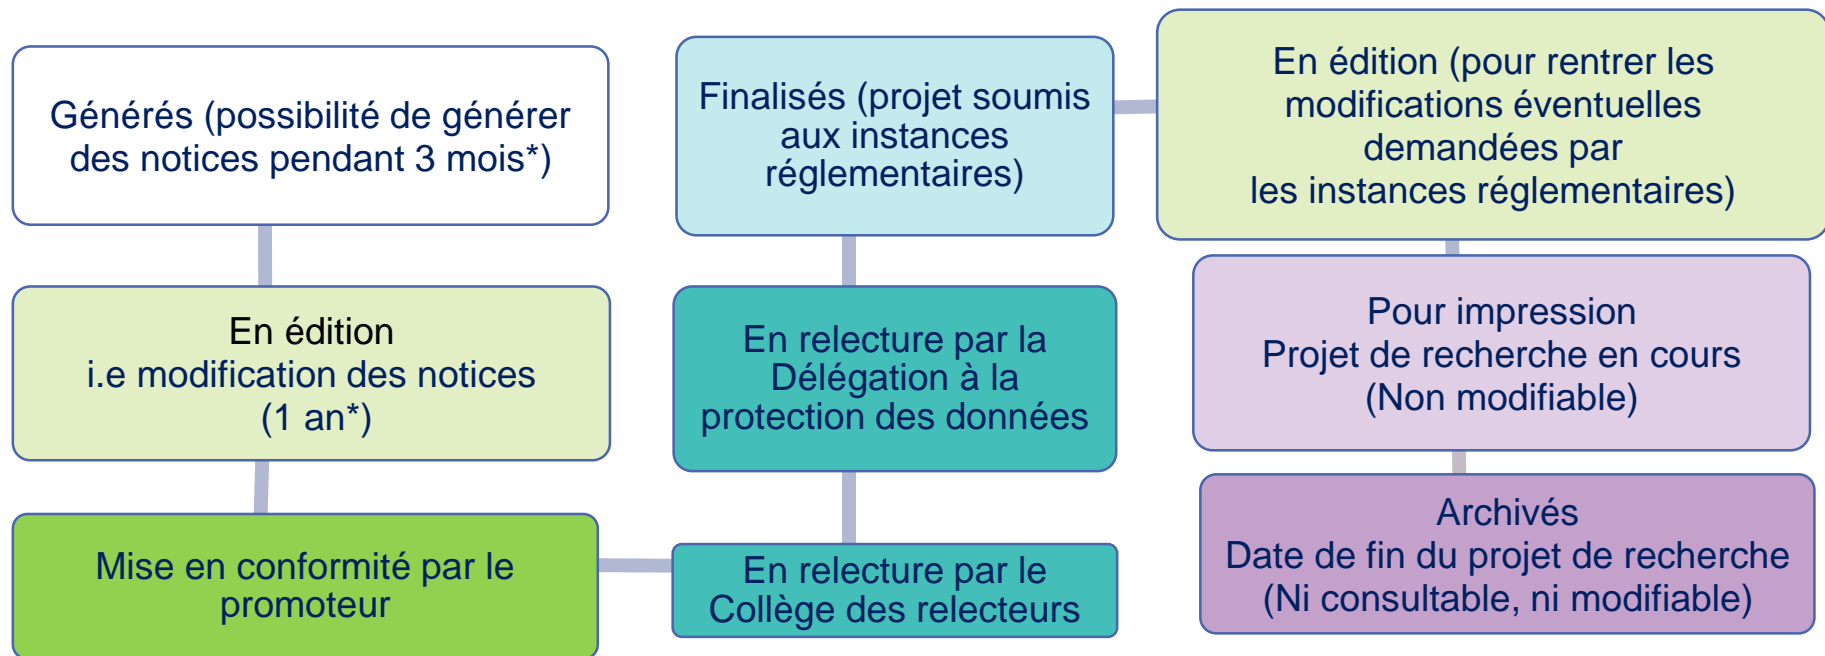 Générés (possibilité de générer
des notices pendant 3 mois*)
En édition
i.e modification des notices
(1 an*)
Mise en conformité par le
promoteur
En relecture par le
Collège des relecteurs
En relecture par la
Délégation à la
protection des données
Finalisés (projet soumis
aux instances
réglementaires)
En édition (pour rentrer les
modifications éventuelles
demandées par
les instances réglementaires)
Pour impression
Projet de recherche en cours
(Non modifiable)
Archivés
Date de fin du projet de recherche
(Ni consultable, ni modifiable)